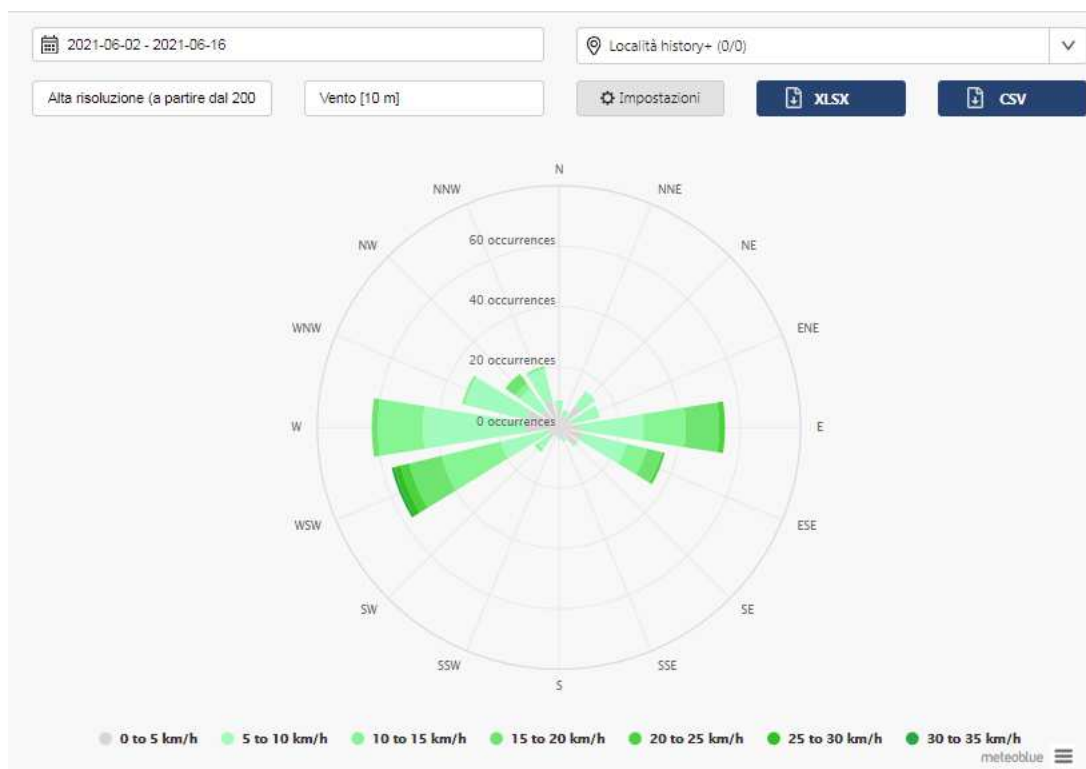 2021-06-02 - 2021-06-16
Località history+ (0/0)
Alta risoluzione (a partire dal 200
Vento [10 m]
Impostazioni
XLSX
CSV
N
NNW
NNE
NW
60 occurrences
NE
40 occurrences
WNW
ENE
20 occurrences
W
0 occurrences
E
WSW
ESE
SW
SE
SSW
SSE
S
0 to 5 km/h 5 to 10 km/h 10 to 15 km/h 15 to 20 km/h 20 to 25 km/h 25 to 30 km/h 30 to 35 km/h
meteoblue